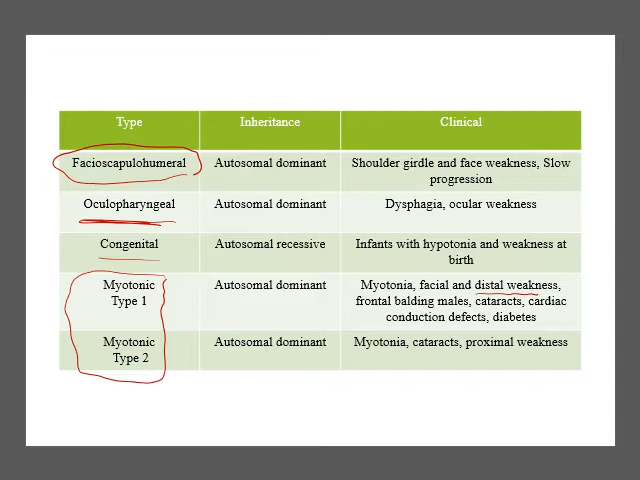 Type Inheritance Clinical
Facioscapulohumeral Autosomal dominant Shoulder girdle and face weakness, Slow
progression
Oculopharyngeal Autosomal dominant Dysphagia, ocular weakness
Congenital Autosomal recessive Infants with hypotonia and weakness at
birth
Myotonic Autosomal dominant Myotonia, facial and distal weakness,
Type 1 frontal balding males, cataracts, cardiac
conduction defects, diabetes
Myotonic Autosomal dominant Myotonia, cataracts, proximal weakness
Type 2